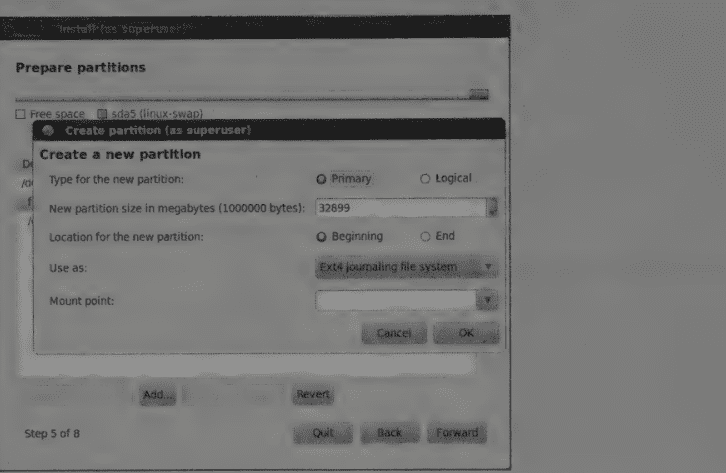 Install (as superuser)
Prepare partitions
Free space sda5 (linux-swap)
Create partition (as superuser)
Create a new partition
Type for the new partition: Primary Logical
New partition size in megabytes (1000000 bytes): 32899
Location for the new partition: Beginning End
Use as: Ext4 journaling file system
Mount point:
Cancel OK
Add... Revert
Step 5 of 8 Quit Back Forward